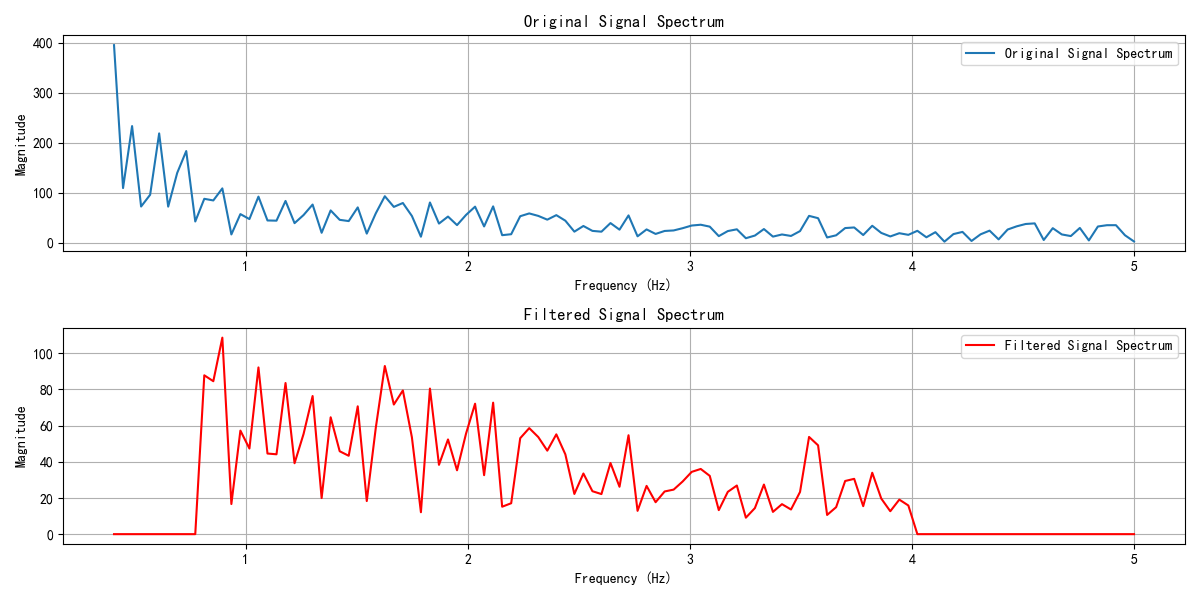 Original Signal Spectrum
400
300
200
100
0
Magnitude
Original Signal Spectrum
1 2 3 4 5
Frequency (Hz)
Filtered Signal Spectrum
100
80
60
40
20
0
Magnitude
Filtered Signal Spectrum
1 2 3 4 5
Frequency (Hz)